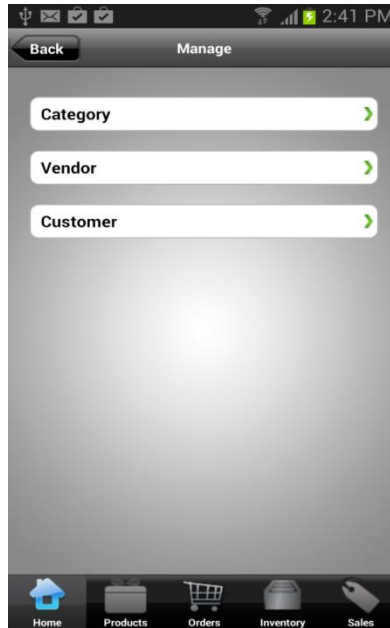 2:41 PM
Back Manage
Category
Vendor
Customer
Home Products Orders Inventory Sales